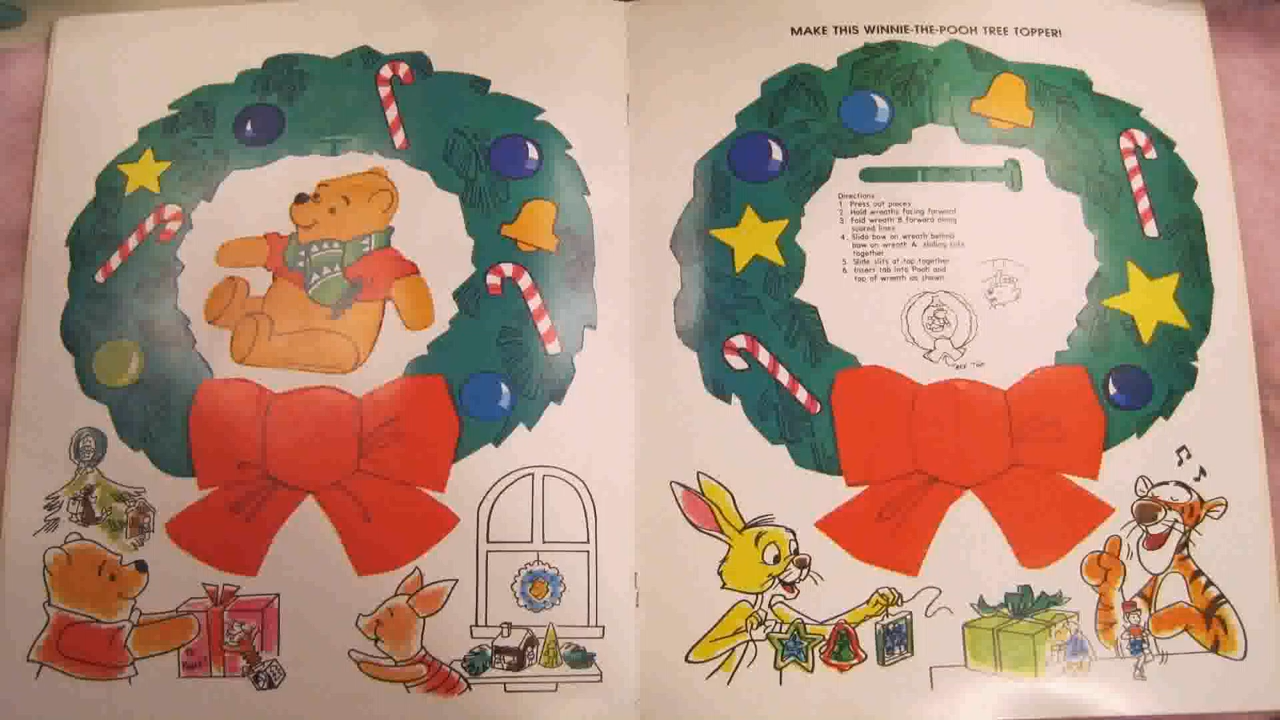 MAKE THIS WINNIE-THE-POOH TREE TOPPER!
Directions
1. Press out pieces
2. Hold wreaths facing forward
3. Fold wreath B forward along
scored lines
4. Slide bow on wreath B behind
bow on wreath A sliding slits
together
5. Slide slits at top together
6. Insert tab into Pooh and
top of wreath as shown
TO